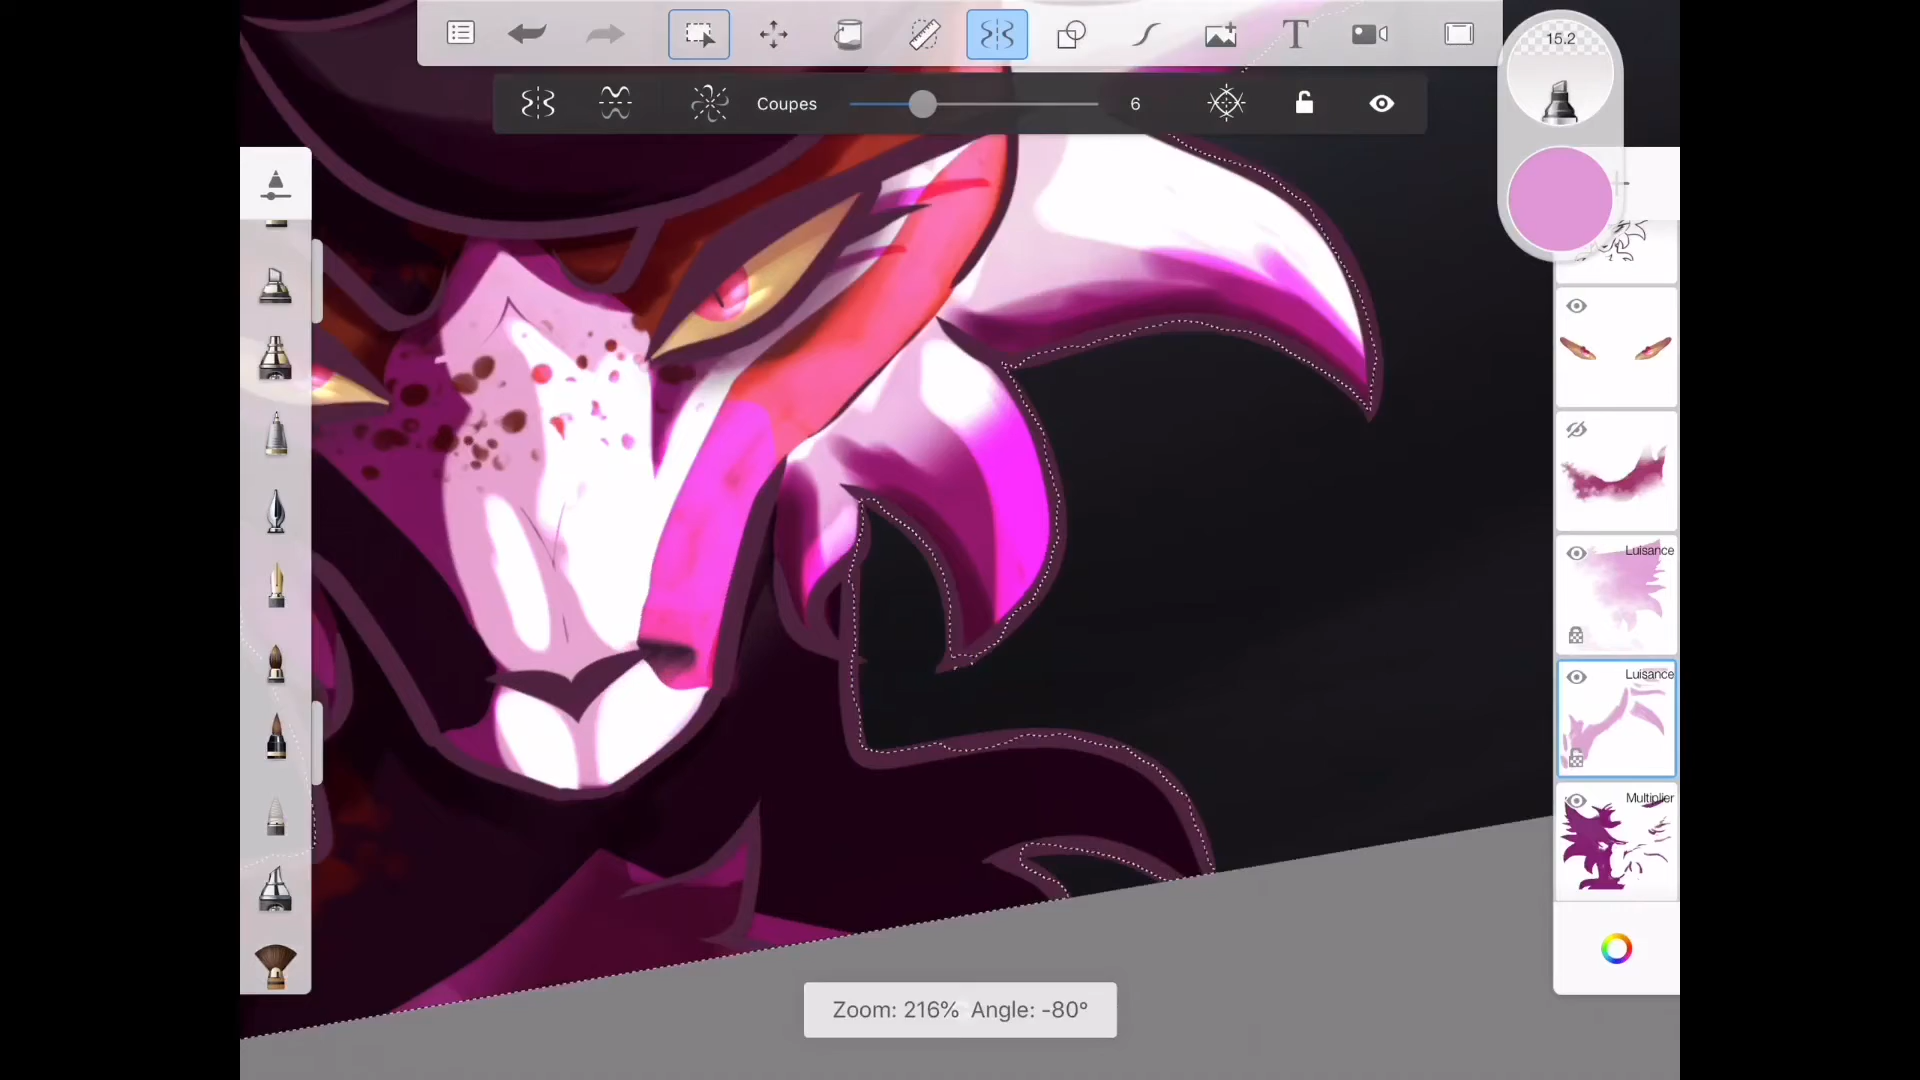 15.2
T
Coupes 6
Luisance
Luisance
Multiplier
Zoom: 216% Angle: -80°